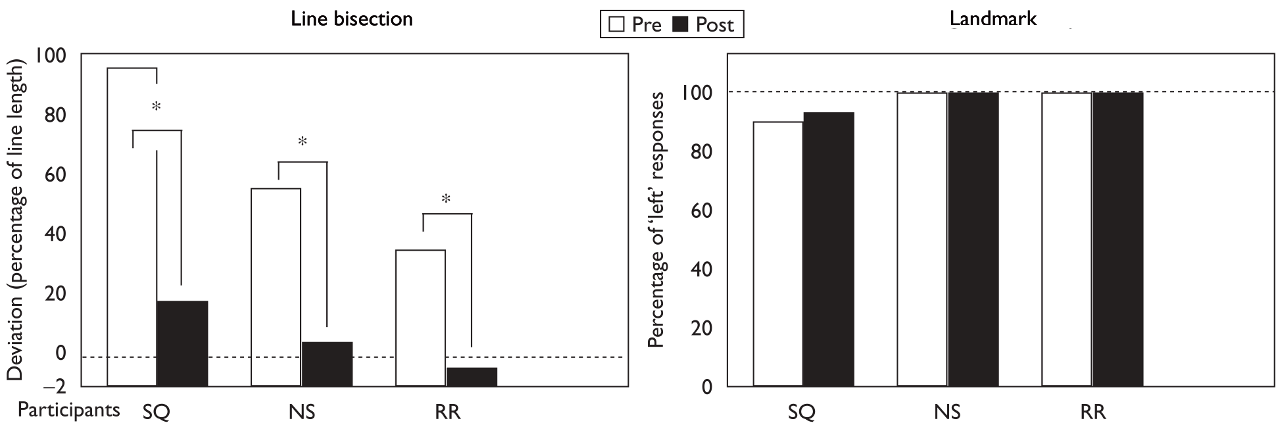 Line bisection
Pre Post
Landmark
Deviation (percentage of line length)
100
80
60
40
20
0
–2
*
*
*
Participants SQ NS RR
Percentage of 'left' responses
100
80
60
40
20
0
SQ NS RR